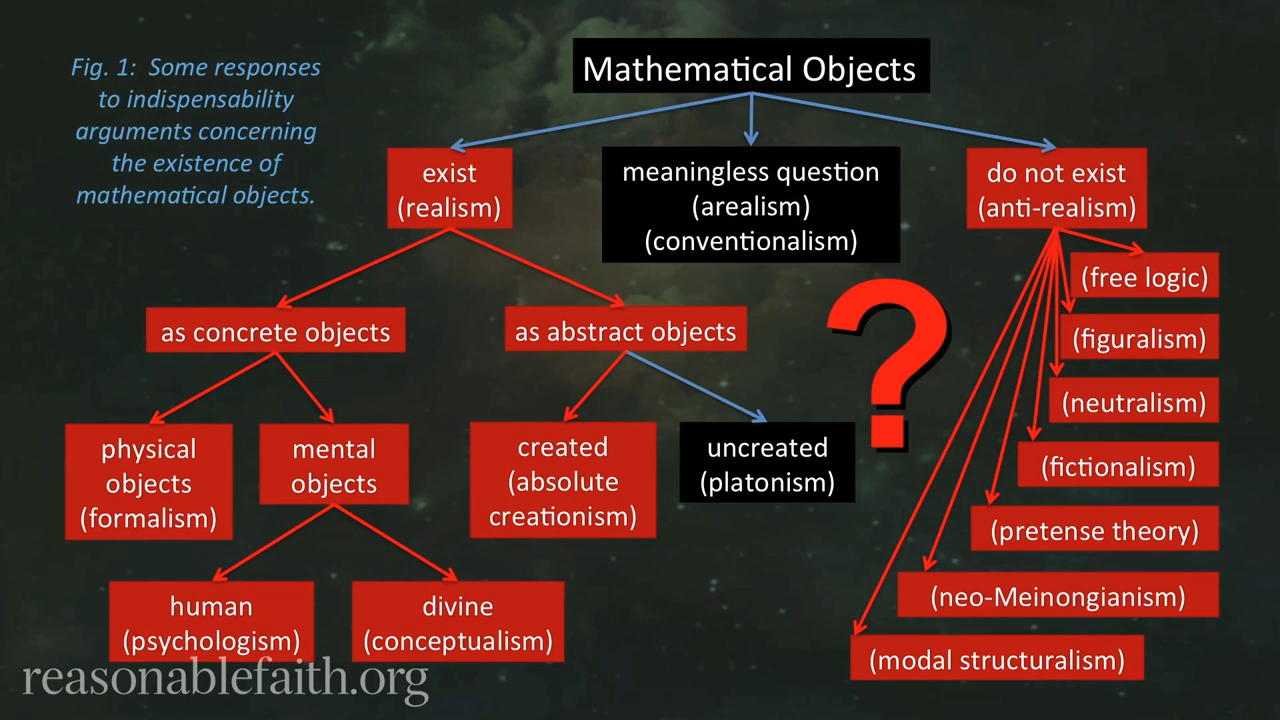 Fig. 1: Some responses
to indispensability
arguments concerning
the existence of
mathematical objects.
Mathematical Objects
exist
(realism)
meaningless question
(arealism)
(conventionalism)
do not exist
(anti-realism)
as concrete objects
as abstract objects
physical
objects
(formalism)
mental
objects
created
(absolute
creationism)
uncreated
(platonism)
?
human
(psychologism)
divine
(conceptualism)
(free logic)
(figuralism)
(neutralism)
(fictionalism)
(pretense theory)
(neo-Meinongianism)
(modal structuralism)
reasonablefaith.org